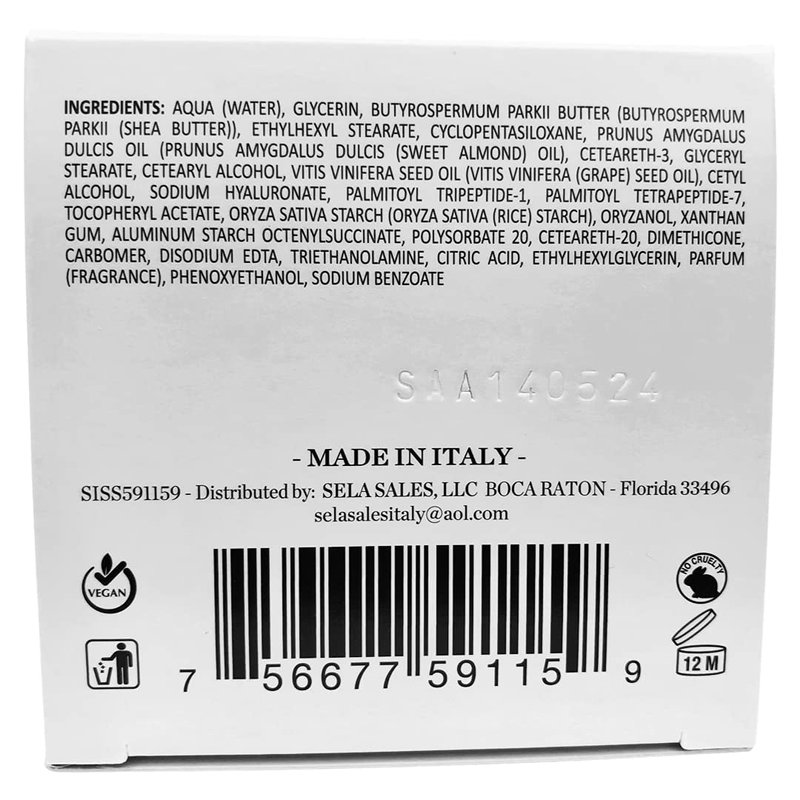 INGREDIENTS: AQUA (WATER), GLYCERIN, BUTYROSPERMUM PARKII BUTTER (BUTYROSPERMUM
PARKII (SHEA BUTTER)), ETHYLHEXYL STEARATE, CYCLOPENTASILOXANE, PRUNUS AMYGDALUS
DULCIS OIL (PRUNUS AMYGDALUS DULCIS (SWEET ALMOND) OIL), CETEARETH-3, GLYCERYL
STEARATE, CETEARYL ALCOHOL, VITIS VINIFERA SEED OIL (VITIS VINIFERA (GRAPE) SEED OIL), CETYL
ALCOHOL, SODIUM HYALURONATE, PALMITOYL TRIPEPTIDE-1, PALMITOYL TETRAPEPTIDE-7,
TOCOPHERYL ACETATE, ORYZA SATIVA STARCH (ORYZA SATIVA (RICE) STARCH), ORYZANOL, XANTHAN
GUM, ALUMINUM STARCH OCTENYLSUCCINATE, POLYSORBATE 20, CETEARETH-20, DIMETHICONE,
CARBOMER, DISODIUM EDTA, TRIETHANOLAMINE, CITRIC ACID, ETHYLHEXYLGLYCERIN, PARFUM
(FRAGRANCE), PHENOXYETHANOL, SODIUM BENZOATE
SAA140524
- MADE IN ITALY -
SISS591159 - Distributed by: SELA SALES, LLC BOCA RATON - Florida 33496
selasalesitaly@aol.com
VEGAN
NO CRUELTY
12 M
7 56677 59115 9